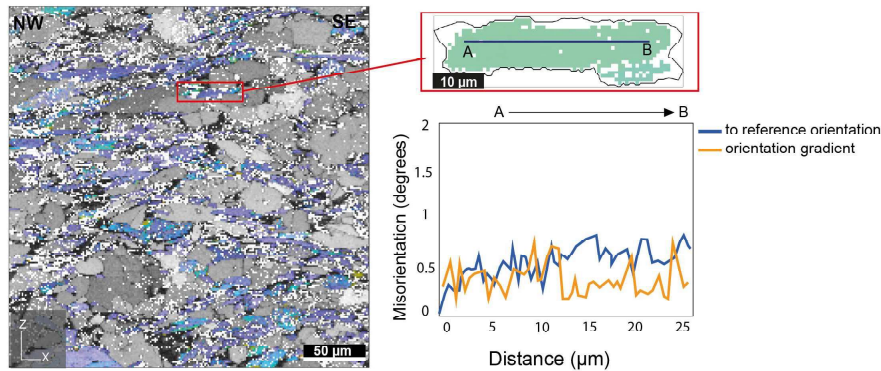 NW
SE
Z
X
50 µm
A
B
10 µm
A
B
2
1.5
1
0.5
0
Misorientation (degrees)
0
5
10
15
20
25
Distance (µm)
to reference orientation
orientation gradient